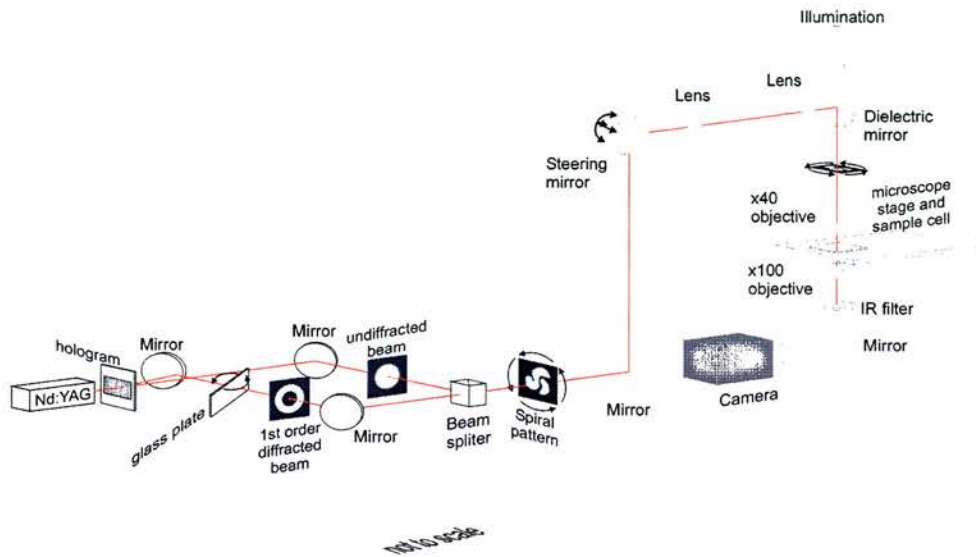 Illumination
Lens
Lens
Dielectric
mirror
Steering
mirror
x40
objective
microscope
stage and
sample cell
x100
objective
IR filter
Mirror
Camera
Mirror
hologram
Mirror
Mirror
undiffracted
beam
Nd:YAG
glass plate
1st order
diffracted
beam
Mirror
Beam
spliter
Spiral
pattern
not to scale